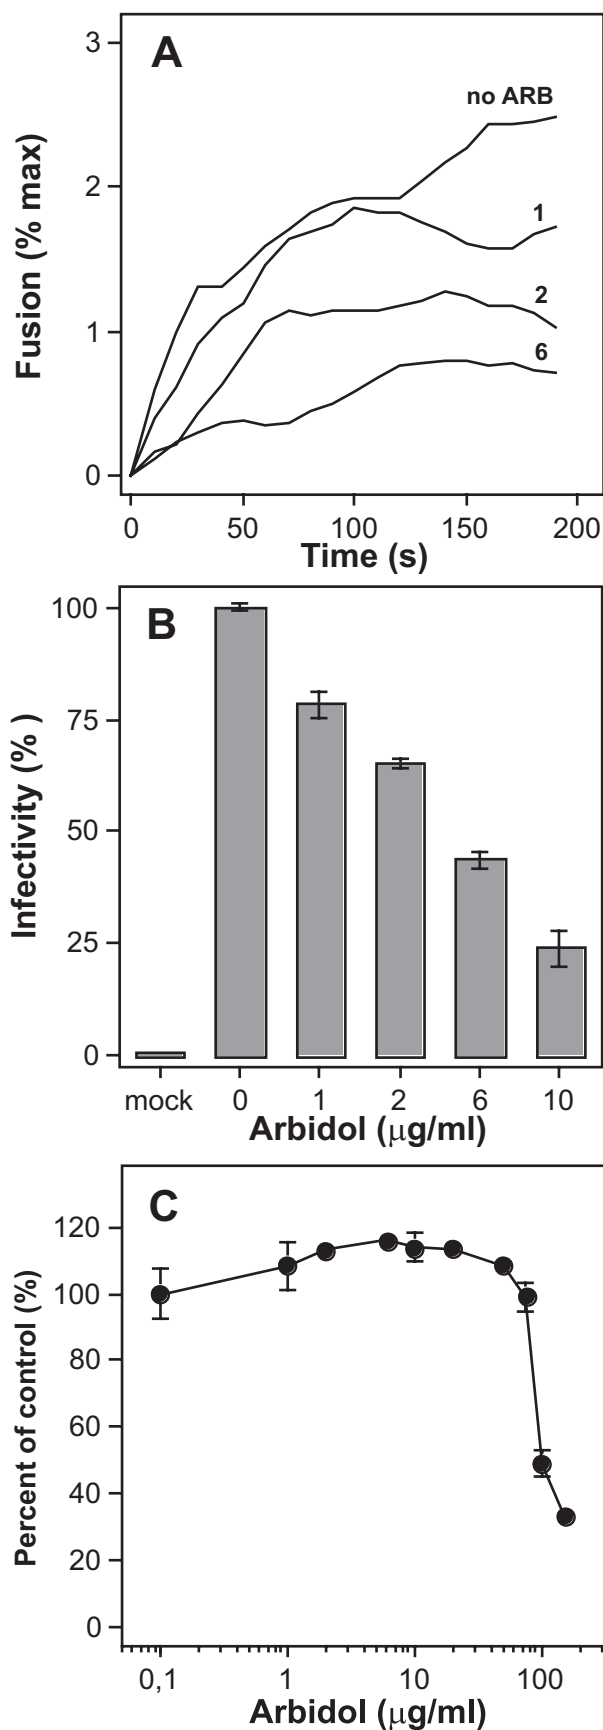 A
3
no ARB
2
1
1
2
6
0
Fusion (% max)
0 50 100 150 200
Time (s)
B
100
75
50
25
0
Infectivity (% )
mock 0 1 2 6 10
Arbidol (μg/ml)
C
120
100
80
60
40
20
0
Percent of control (%)
0,1 1 10 100
Arbidol (μg/ml)